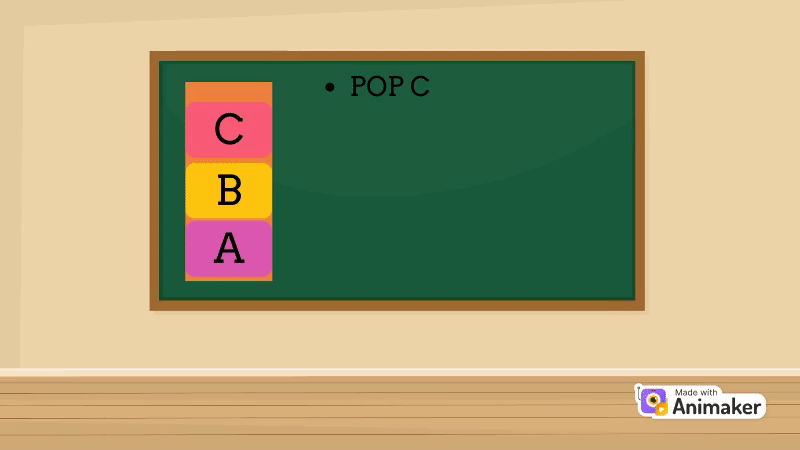 • POP C
C
B
A
Made with
Animaker